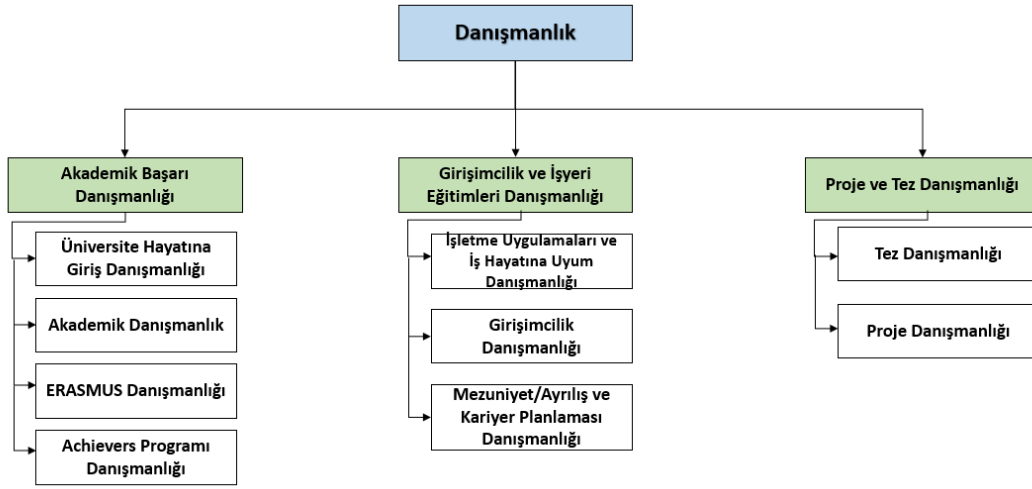 Danışmanlık
Akademik Başarı
Danışmanlığı
Üniversite Hayatına
Giriş Danışmanlığı
Akademik Danışmanlık
ERASMUS Danışmanlığı
Achievers Programı
Danışmanlığı
Girişimcilik ve İşyeri
Eğitimleri Danışmanlığı
İşletme Uygulamaları ve
İş Hayatına Uyum
Danışmanlığı
Girişimcilik
Danışmanlığı
Mezuniyet/Ayrılış ve
Kariyer Planlaması
Danışmanlığı
Proje ve Tez Danışmanlığı
Tez Danışmanlığı
Proje Danışmanlığı